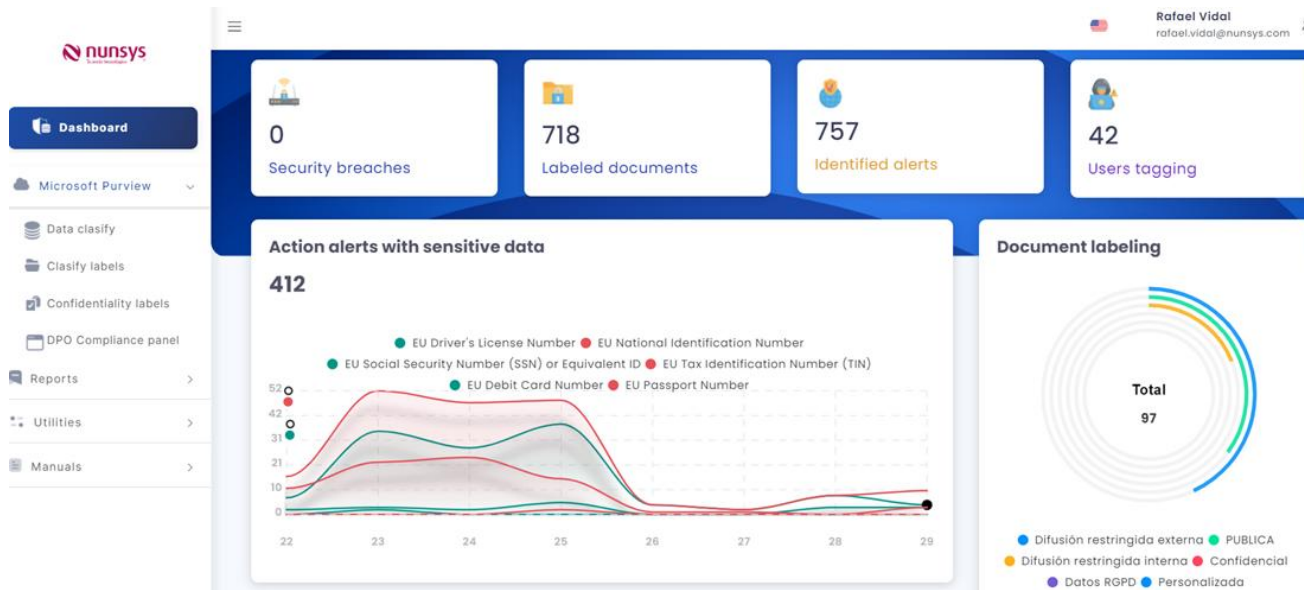 nunsys
Dashboard
Microsoft Purview
Data clasify
Clasify labels
Confidentiality labels
DPO Compliance panel
Reports
Utilities
Manuals
Rafael Vidal
rafael.vidal@nunsys.com
0
Security breaches
718
Labeled documents
757
Identified alerts
42
Users tagging
Action alerts with sensitive data
412
EU Driver's License Number EU National Identification Number
EU Social Security Number (SSN) or Equivalent ID EU Tax Identification Number (TIN)
EU Debit Card Number EU Passport Number
52
42
31
21
10
0
22 23 24 25 26 27 28 29
Document labeling
Total
97
Difusión restringida externa PUBLICA
Difusión restringida interna Confidencial
Datos RGPD Personalizada